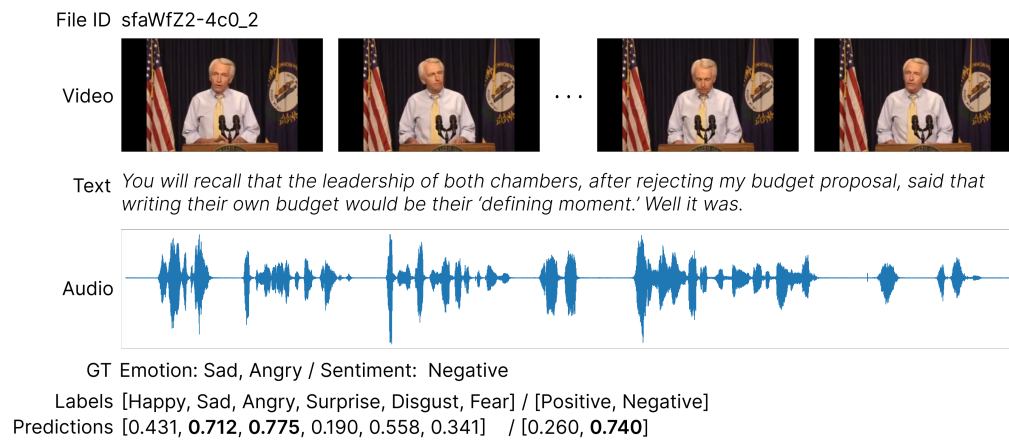 File ID sfaWfZ2-4c0_2
Video
. . .
Text You will recall that the leadership of both chambers, after rejecting my budget proposal, said that
writing their own budget would be their ‘defining moment.’ Well it was.
Audio
GT Emotion: Sad, Angry / Sentiment: Negative
Labels [Happy, Sad, Angry, Surprise, Disgust, Fear] / [Positive, Negative]
Predictions [0.431, 0.712, 0.775, 0.190, 0.558, 0.341] / [0.260, 0.740]